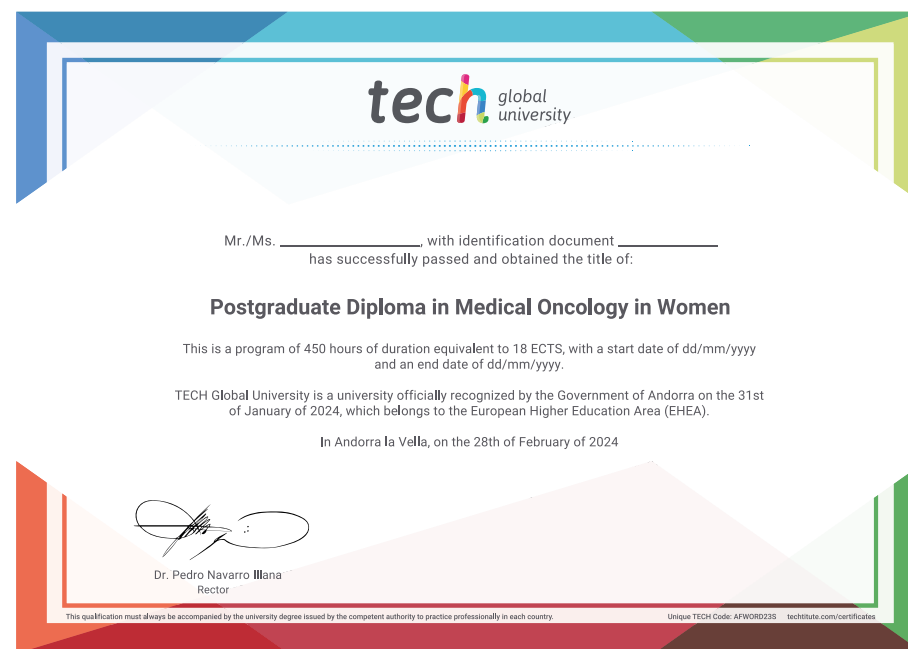 tech global university
Mr./Ms. ____________________, with identification document ______________
has successfully passed and obtained the title of:
Postgraduate Diploma in Medical Oncology in Women
This is a program of 450 hours of duration equivalent to 18 ECTS, with a start date of dd/mm/yyyy
and an end date of dd/mm/yyyy.
TECH Global University is a university officially recognized by the Government of Andorra on the 31st
of January of 2024, which belongs to the European Higher Education Area (EHEA).
In Andorra la Vella, on the 28th of February of 2024
Dr. Pedro Navarro Illana
Rector
This qualification must always be accompanied by the university degree issued by the competent authority to practice professionally in each country. Unique TECH Code: AFWORD23S techtitute.com/certificates